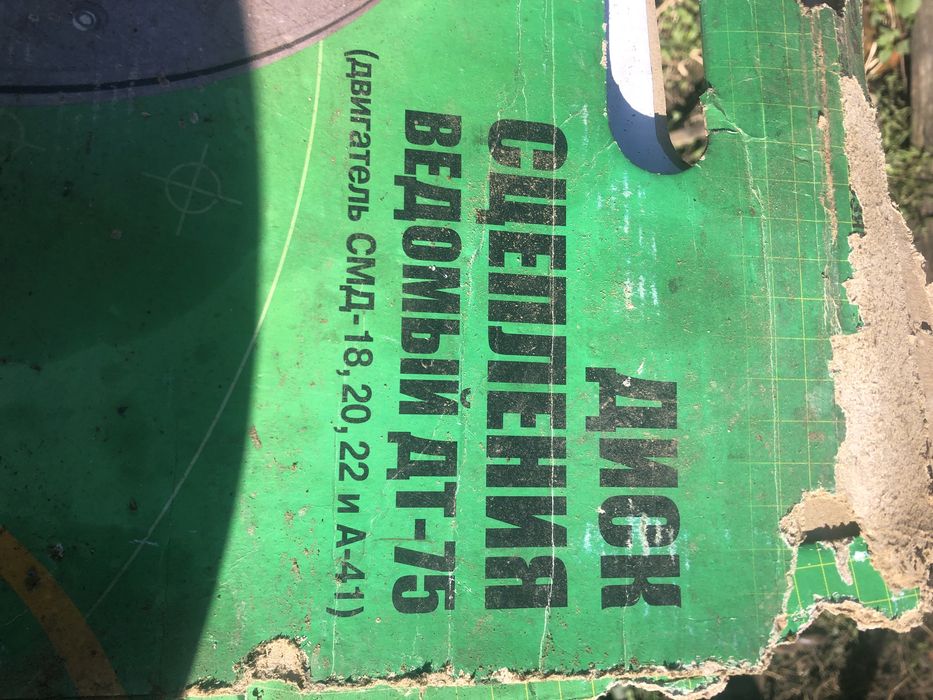 ДИСК
СЦЕПЛЕНИЯ
ВЕДОМЫЙ ДТ-75
(двигатель СМД-18,20,22 и А-41)